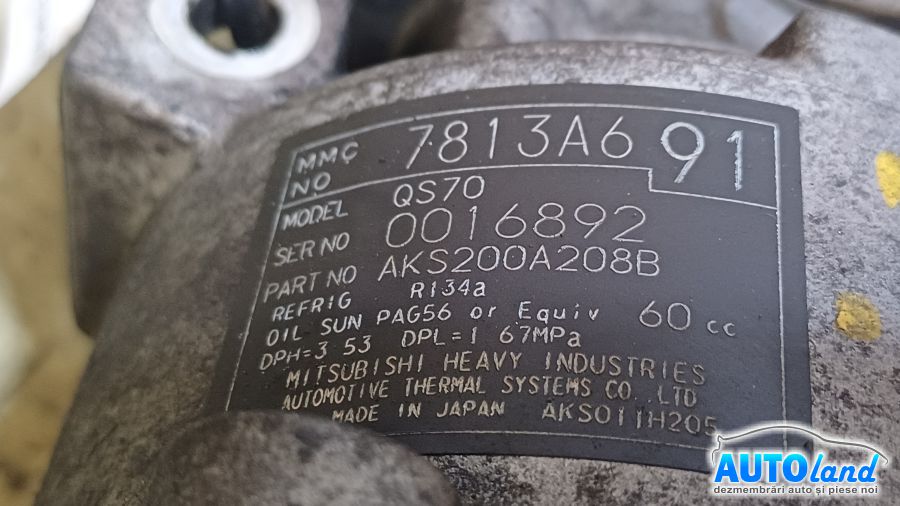 MMC NO 7813A691
MODEL QS70
SER NO 0016892
PART NO AKS200A208B
REFRIG R134a
OIL SUN PAG56 or Equiv 60 cc
DPH=3 53 DPL=1 67MPa
MITSUBISHI HEAVY INDUSTRIES
AUTOMOTIVE THERMAL SYSTEMS CO. LTD
MADE IN JAPAN AKS011H205
AUTOland
dezmembrări auto și piese noi